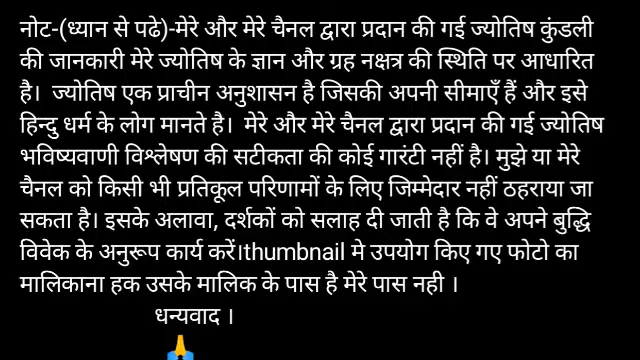 नोट-(ध्यान से पढे)-मेरे और मेरे चैनल द्वारा प्रदान की गई ज्योतिष कुंडली
की जानकारी मेरे ज्योतिष के ज्ञान और ग्रह नक्षत्र की स्थिति पर आधारित
है। ज्योतिष एक प्राचीन अनुशासन है जिसकी अपनी सीमाएँ हैं और इसे
हिन्दु धर्म के लोग मानते है। मेरे और मेरे चैनल द्वारा प्रदान की गई ज्योतिष
भविष्यवाणी विश्लेषण की सटीकता की कोई गारंटी नहीं है। मुझे या मेरे
चैनल को किसी भी प्रतिकूल परिणामों के लिए जिम्मेदार नहीं ठहराया जा
सकता है। इसके अलावा, दर्शकों को सलाह दी जाती है कि वे अपने बुद्धि
विवेक के अनुरूप कार्य करें।thumbnail मे उपयोग किए गए फोटो का
मालिकाना हक उसके मालिक के पास है मेरे पास नही ।
धन्यवाद ।
🙏